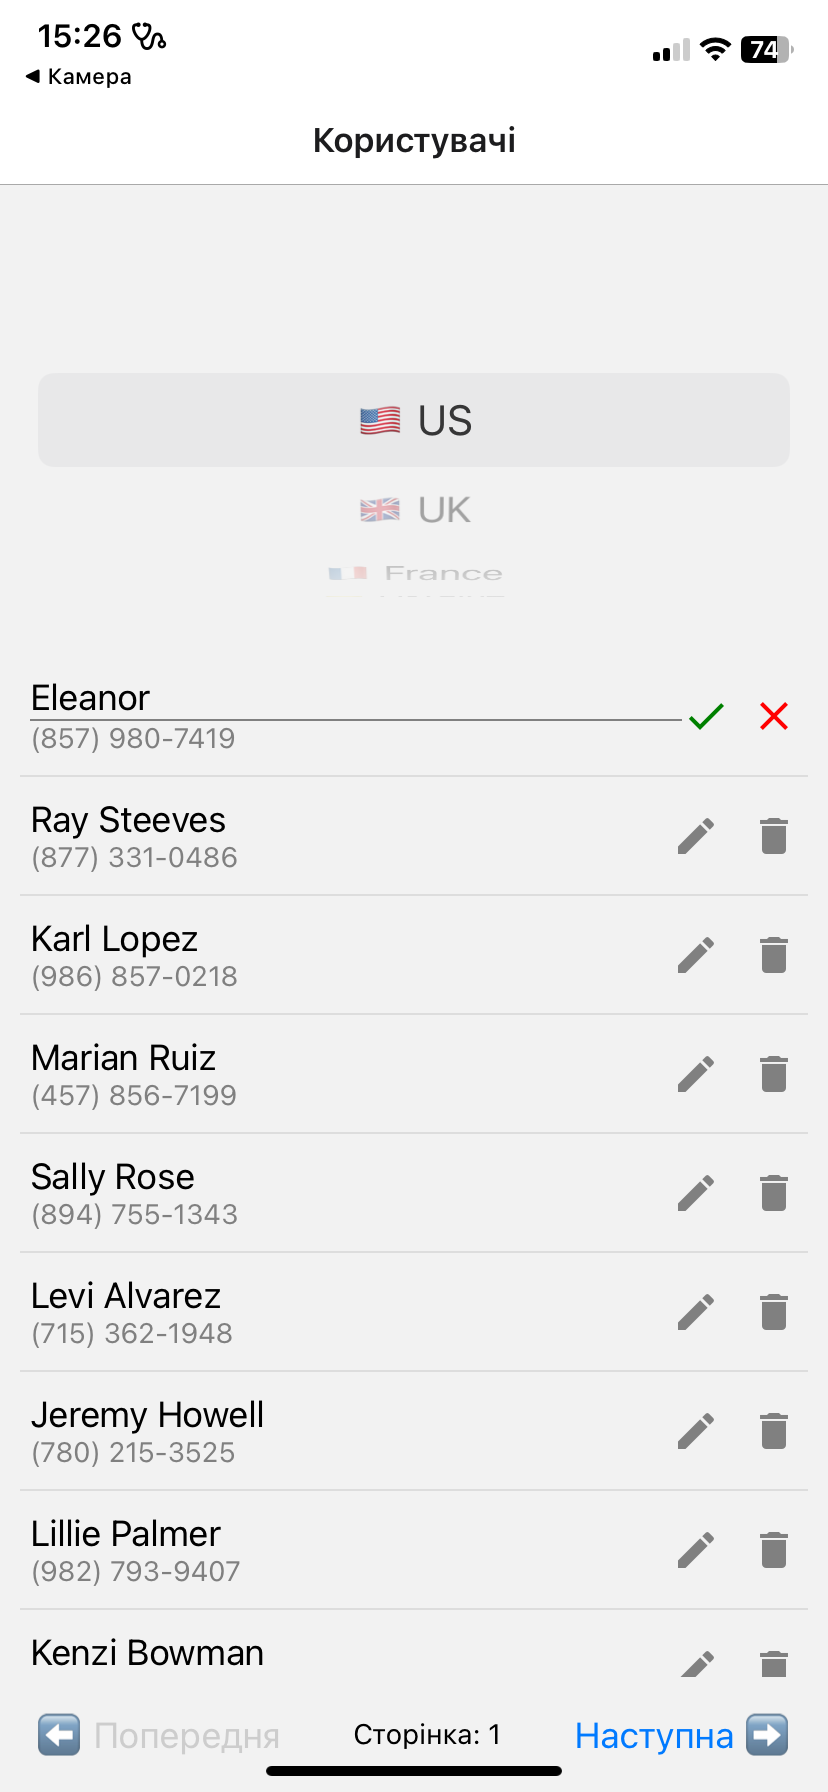 15:26
74
◀ Камера
Користувачі
🇺🇸 US
🇬🇧 UK
🇫🇷 France
Eleanor
(857) 980-7419
Ray Steeves
(877) 331-0486
Karl Lopez
(986) 857-0218
Marian Ruiz
(457) 856-7199
Sally Rose
(894) 755-1343
Levi Alvarez
(715) 362-1948
Jeremy Howell
(780) 215-3525
Lillie Palmer
(982) 793-9407
Kenzi Bowman
⬅️ Попередня Сторінка: 1 Наступна ➡️